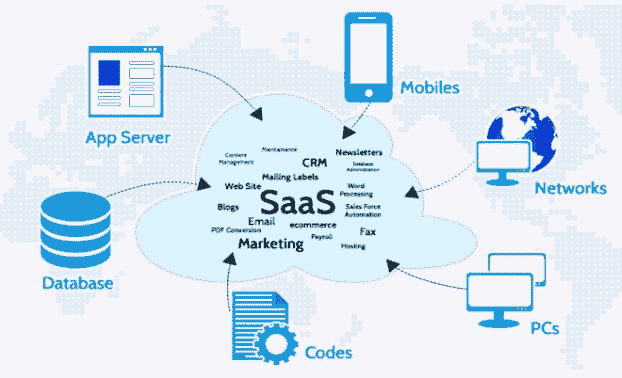 Mobiles
App Server
Networks
Database
PCs
Codes
Content
Management
Maintanance
CRM
Newsletters
Database
Administration
Mailing Labels
Web Site
Word
Processing
SaaS
Blogs
Sales Force
Automation
Email
ecommerce
PDF Conversion
Fax
Payroll
Marketing
Hosting